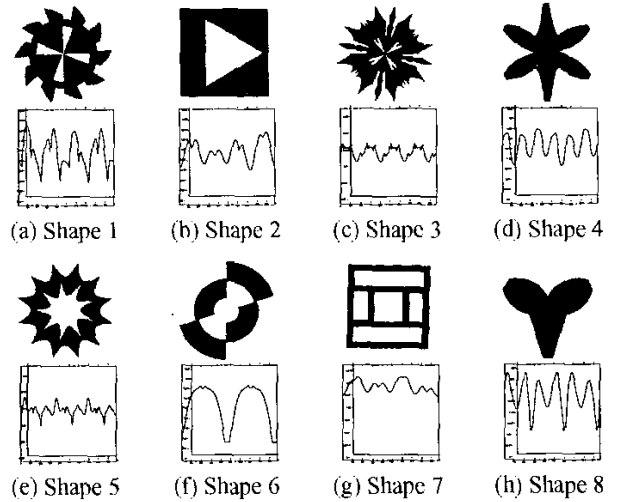 (a) Shape 1
(b) Shape 2
(c) Shape 3
(d) Shape 4
(e) Shape 5
(f) Shape 6
(g) Shape 7
(h) Shape 8